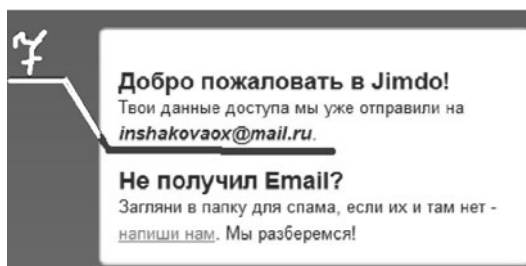 7
Добро пожаловать в Jimdo!
Твои данные доступа мы уже отправили на
inshakovaox@mail.ru.
Не получил Email?
Загляни в папку для спама, если их и там нет -
напиши нам. Мы разберемся!